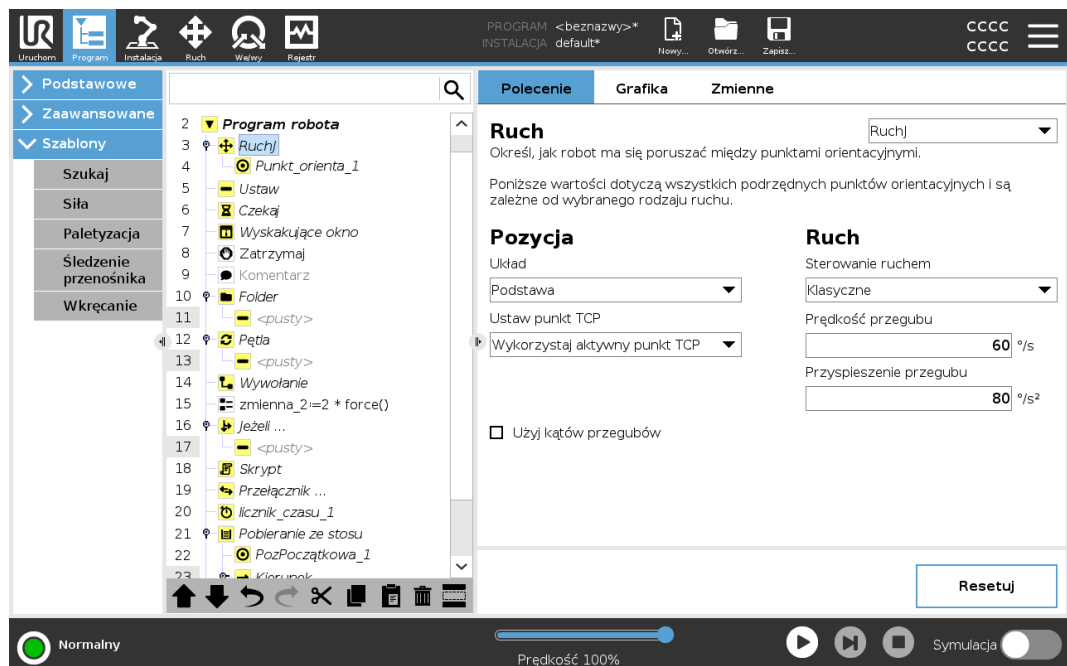 PROGRAM <beznazwy>*
INSTALACJA default*
Uruchom
Program
Instalacja
Ruch
We/wy
Rejestr
Nowy...
Otwórz...
Zapisz...
CCCC
CCCC
Podstawowe
Zaawansowane
Szablony
Szukaj
Siła
Paletyzacja
Śledzenie
przenośnika
Wkręcanie
2 Program robota
3 RuchJ
4 Punkt_orienta_1
5 Ustaw
6 Czekaj
7 Wyskakujące okno
8 Zatrzymaj
9 Komentarz
10 Folder
11 <pusty>
12 Pętla
13 <pusty>
14 Wywołanie
15 zmienna_2≔2 * force()
16 Jeżeli ...
17 <pusty>
18 Skrypt
19 Przełącznik ...
20 licznik_czasu_1
21 Pobieranie ze stosu
22 PozPoczątkowa_1
23 Kierunek
Polecenie
Grafika
Zmienne
Ruch
RuchJ
Określ, jak robot ma się poruszać między punktami orientacyjnymi.
Poniższe wartości dotyczą wszystkich podrzędnych punktów orientacyjnych i są
zależne od wybranego rodzaju ruchu.
Pozycja
Układ
Podstawa
Ustaw punkt TCP
Wykorzystaj aktywny punkt TCP
Użyj kątów przegubów
Ruch
Sterowanie ruchem
Klasyczne
Prędkość przegubu
60 °/s
Przyspieszenie przegubu
80 °/s²
Resetuj
Normalny
Prędkość 100%
Symulacja